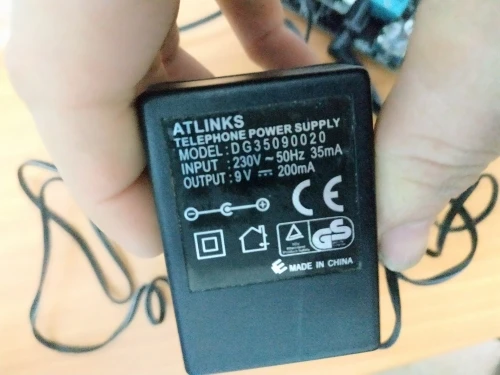 ATLINKS
TELEPHONE POWER SUPPLY
MODEL: DG35090020
INPUT : 230V ~ 50Hz 35mA
OUTPUT : 9V ⎓ 200mA
CE
GS
MADE IN CHINA